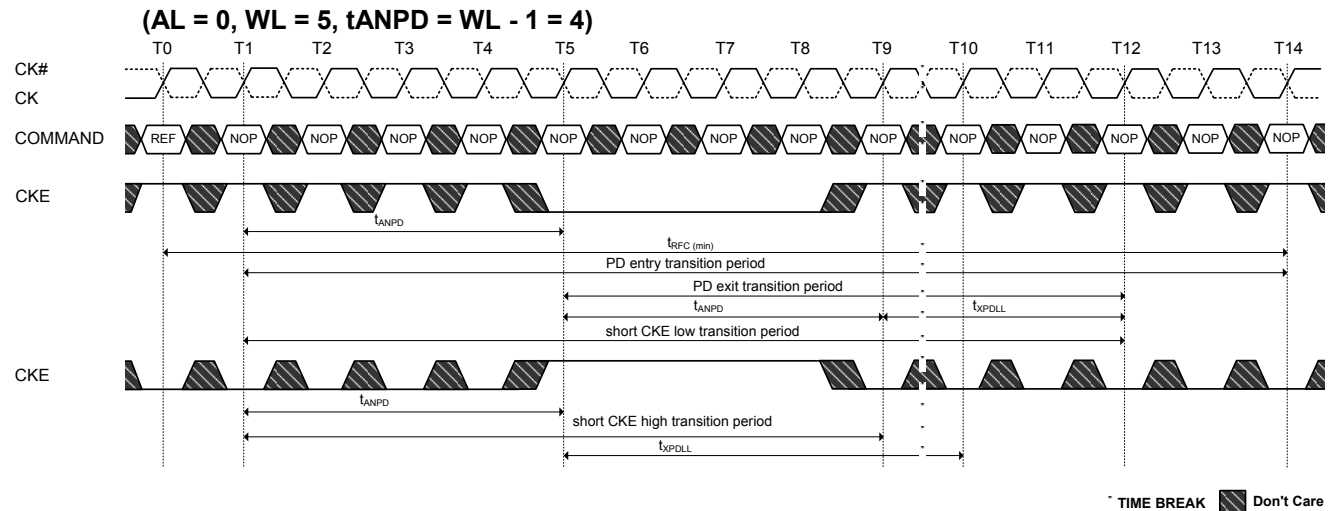 (AL = 0, WL = 5, tANPD = WL - 1 = 4)
T0 T1 T2 T3 T4 T5 T6 T7 T8 T9 T10 T11 T12 T13 T14
CK#
CK
COMMAND REF NOP NOP NOP NOP NOP NOP NOP NOP NOP NOP NOP NOP NOP NOP
CKE
tANPD
tRFC (min)
PD entry transition period
PD exit transition period
tANPD tXPDLL
short CKE low transition period
CKE
tANPD
short CKE high transition period
tXPDLL
TIME BREAK Don't Care